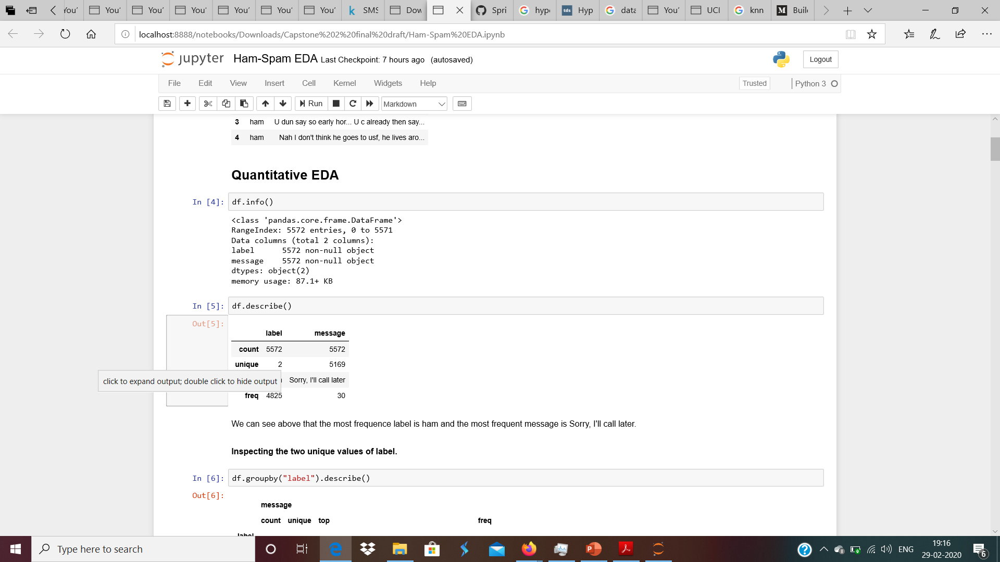 You'
You'
You'
You'
You'
You'
You'
SMS
Dow
Spri
hype
tds Hyp
data
You'
UCI
knn
M Buil
localhost:8888/notebooks/Downloads/Capstone%202%20final%20draft/Ham-Spam%20EDA.ipynb
jupyter Ham-Spam EDA Last Checkpoint: 7 hours ago (autosaved)
Logout
File Edit View Insert Cell Kernel Widgets Help
Trusted
Python 3
Run
Markdown
3 ham U dun say so early hor... U c already then say...
4 ham Nah I don't think he goes to usf, he lives aro...
Quantitative EDA
In [4]: df.info()
<class 'pandas.core.frame.DataFrame'>
RangeIndex: 5572 entries, 0 to 5571
Data columns (total 2 columns):
label 5572 non-null object
message 5572 non-null object
dtypes: object(2)
memory usage: 87.1+ KB
In [5]: df.describe()
Out[5]:
label message
count 5572 5572
unique 2 5169
click to expand output; double click to hide output
Sorry, I'll call later
freq 4825 30
We can see above that the most frequence label is ham and the most frequent message is Sorry, I'll call later.
Inspecting the two unique values of label.
In [6]: df.groupby("label").describe()
Out[6]:
message
count unique top freq
label
Type here to search
ENG
19:16
29-02-2020
6